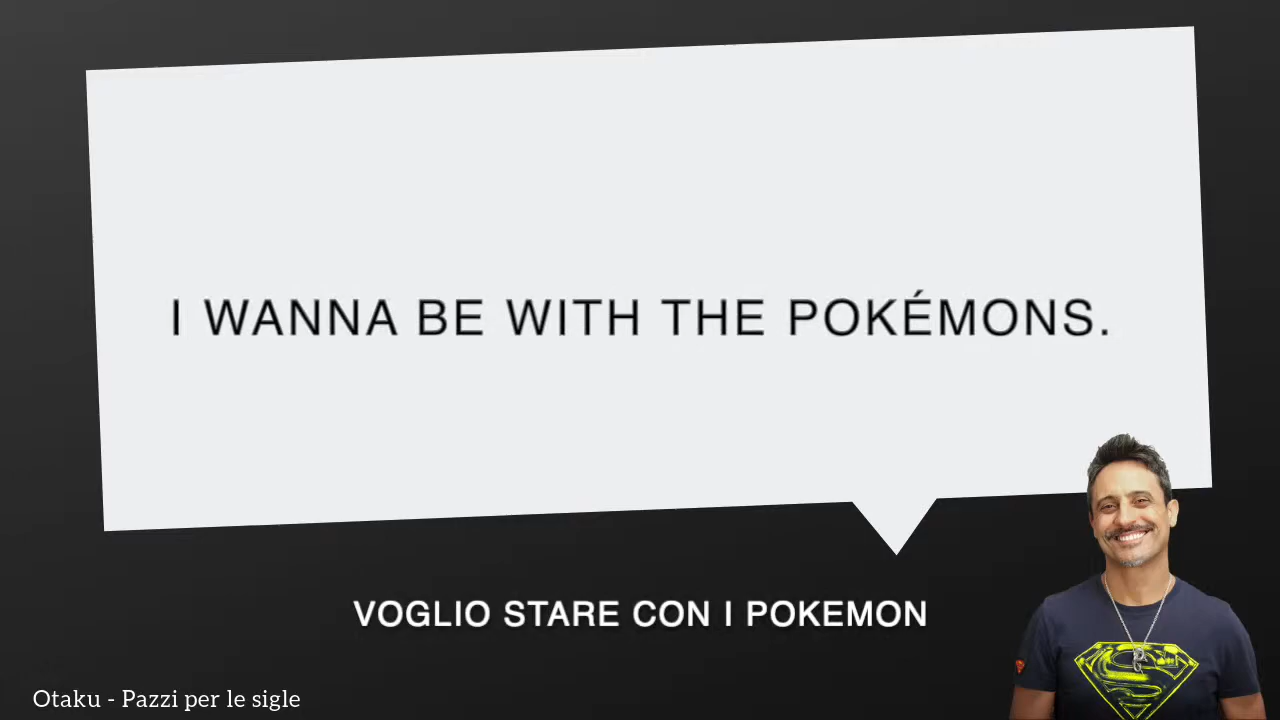 I WANNA BE WITH THE POKÉMONS.
VOGLIO STARE CON I POKEMON
Otaku - Pazzi per le sigle